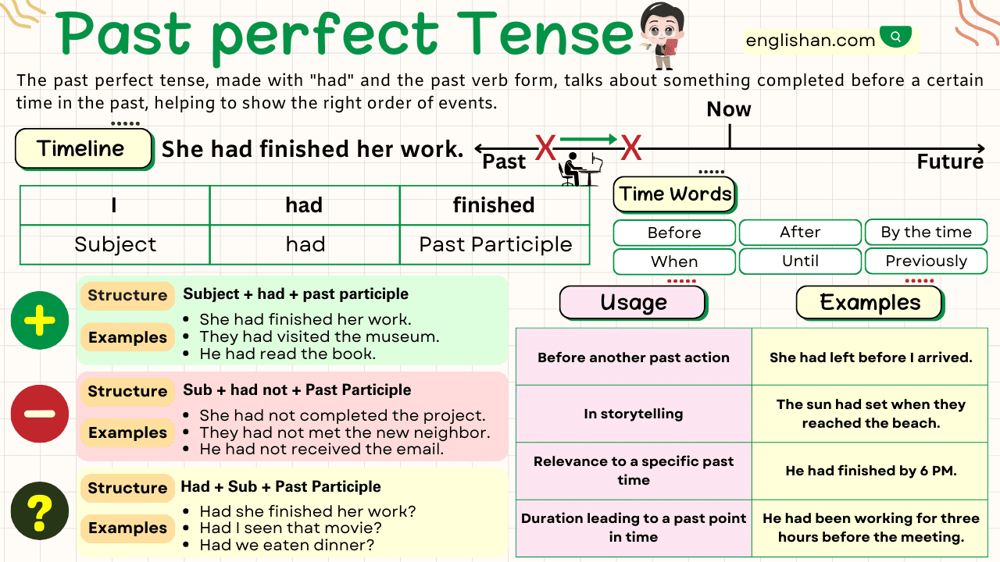 Past perfect Tense
englishan.com
The past perfect tense, made with "had" and the past verb form, talks about something completed before a certain
time in the past, helping to show the right order of events.
Timeline
She had finished her work.
Past
Now
Future
I
had
finished
Subject
had
Past Participle
Time Words
Before
After
By the time
When
Until
Previously
Structure
Subject + had + past participle
Examples
• She had finished her work.
• They had visited the museum.
• He had read the book.
Structure
Sub + had not + Past Participle
Examples
• She had not completed the project.
• They had not met the new neighbor.
• He had not received the email.
Structure
Had + Sub + Past Participle
Examples
• Had she finished her work?
• Had I seen that movie?
• Had we eaten dinner?
Usage
Examples
Before another past action
She had left before I arrived.
In storytelling
The sun had set when they
reached the beach.
Relevance to a specific past
time
He had finished by 6 PM.
Duration leading to a past point
in time
He had been working for three
hours before the meeting.